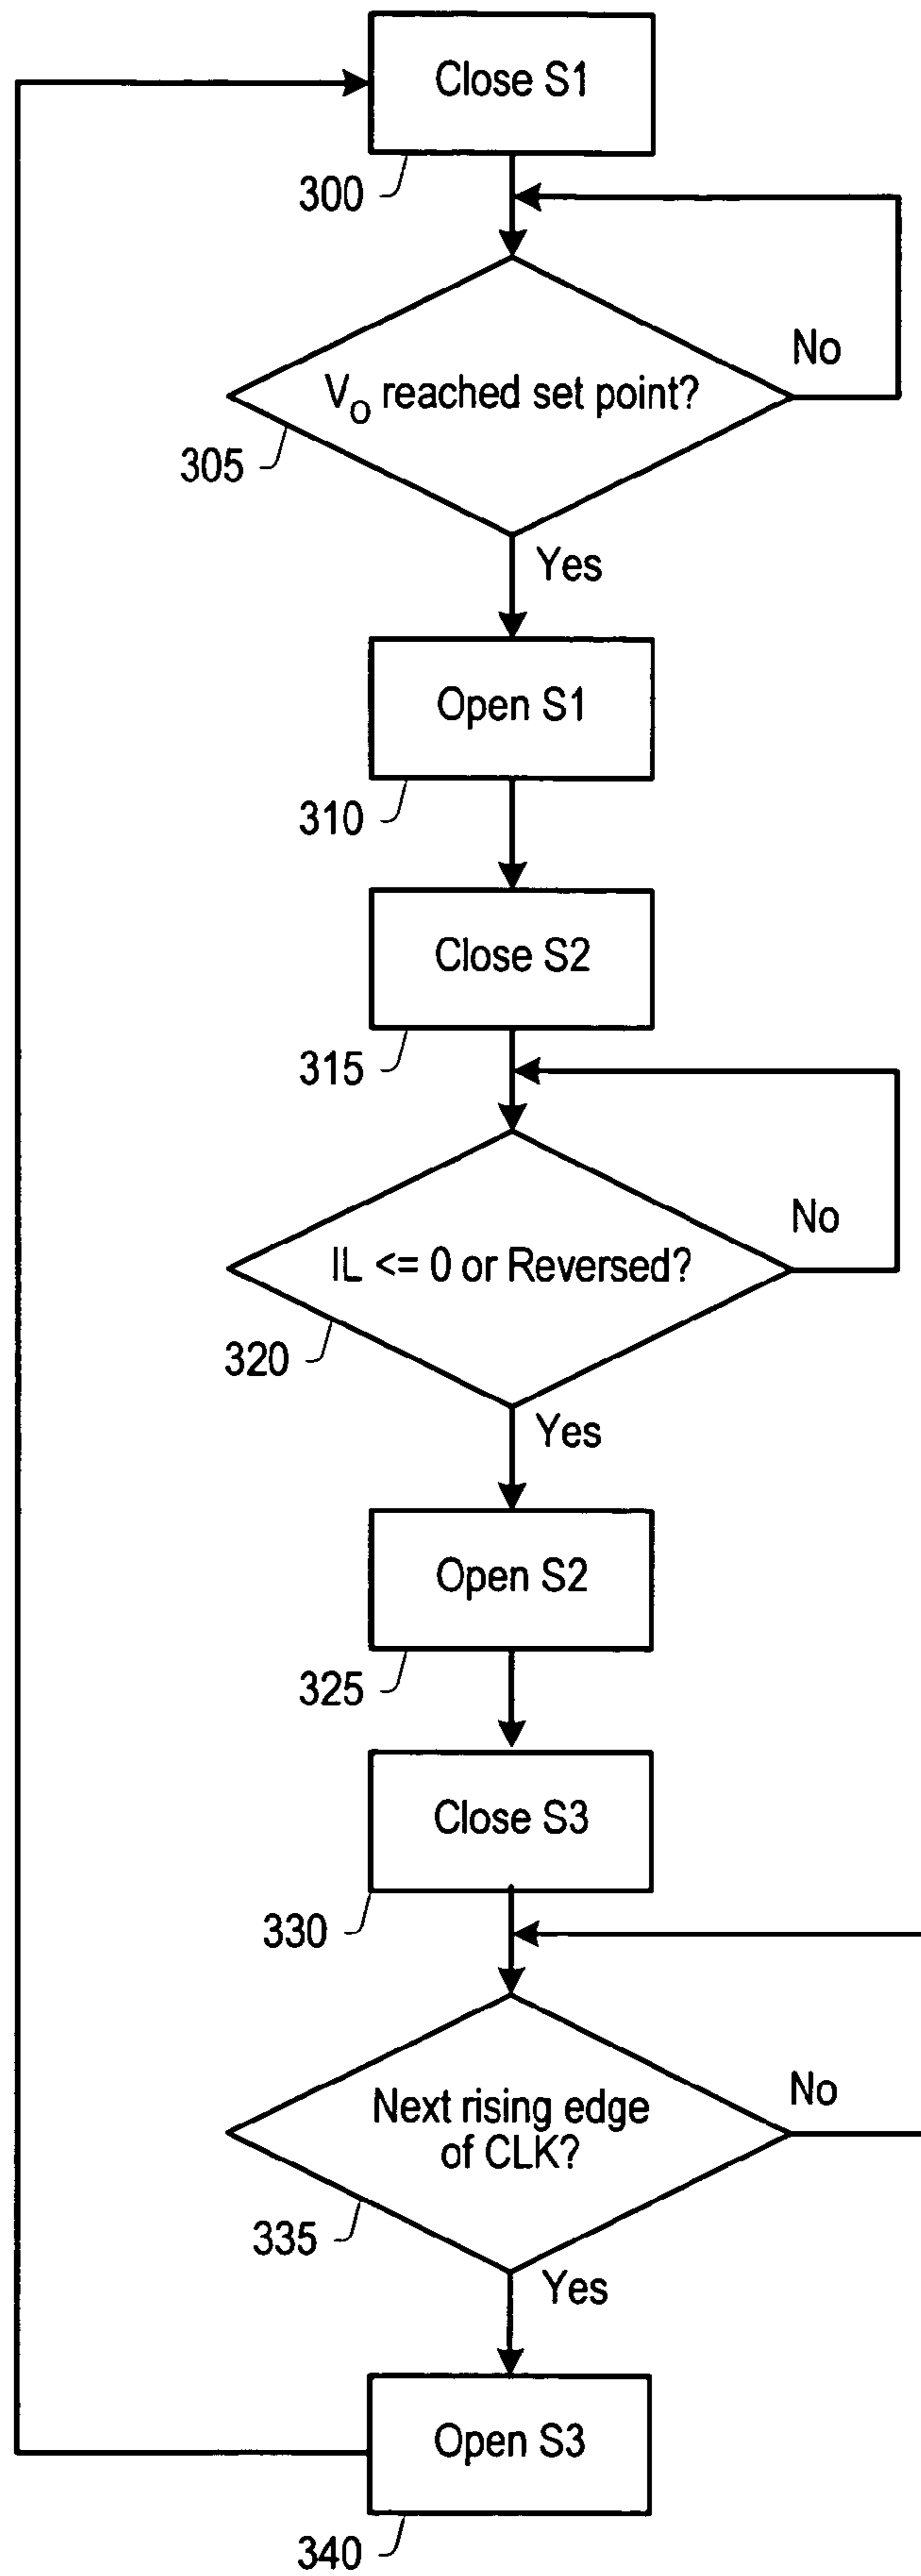 Close S1
300
V_O reached set point?
No
305
Yes
Open S1
310
Close S2
315
IL <= 0 or Reversed?
No
320
Yes
Open S2
325
Close S3
330
Next rising edge
of CLK?
No
335
Yes
Open S3
340